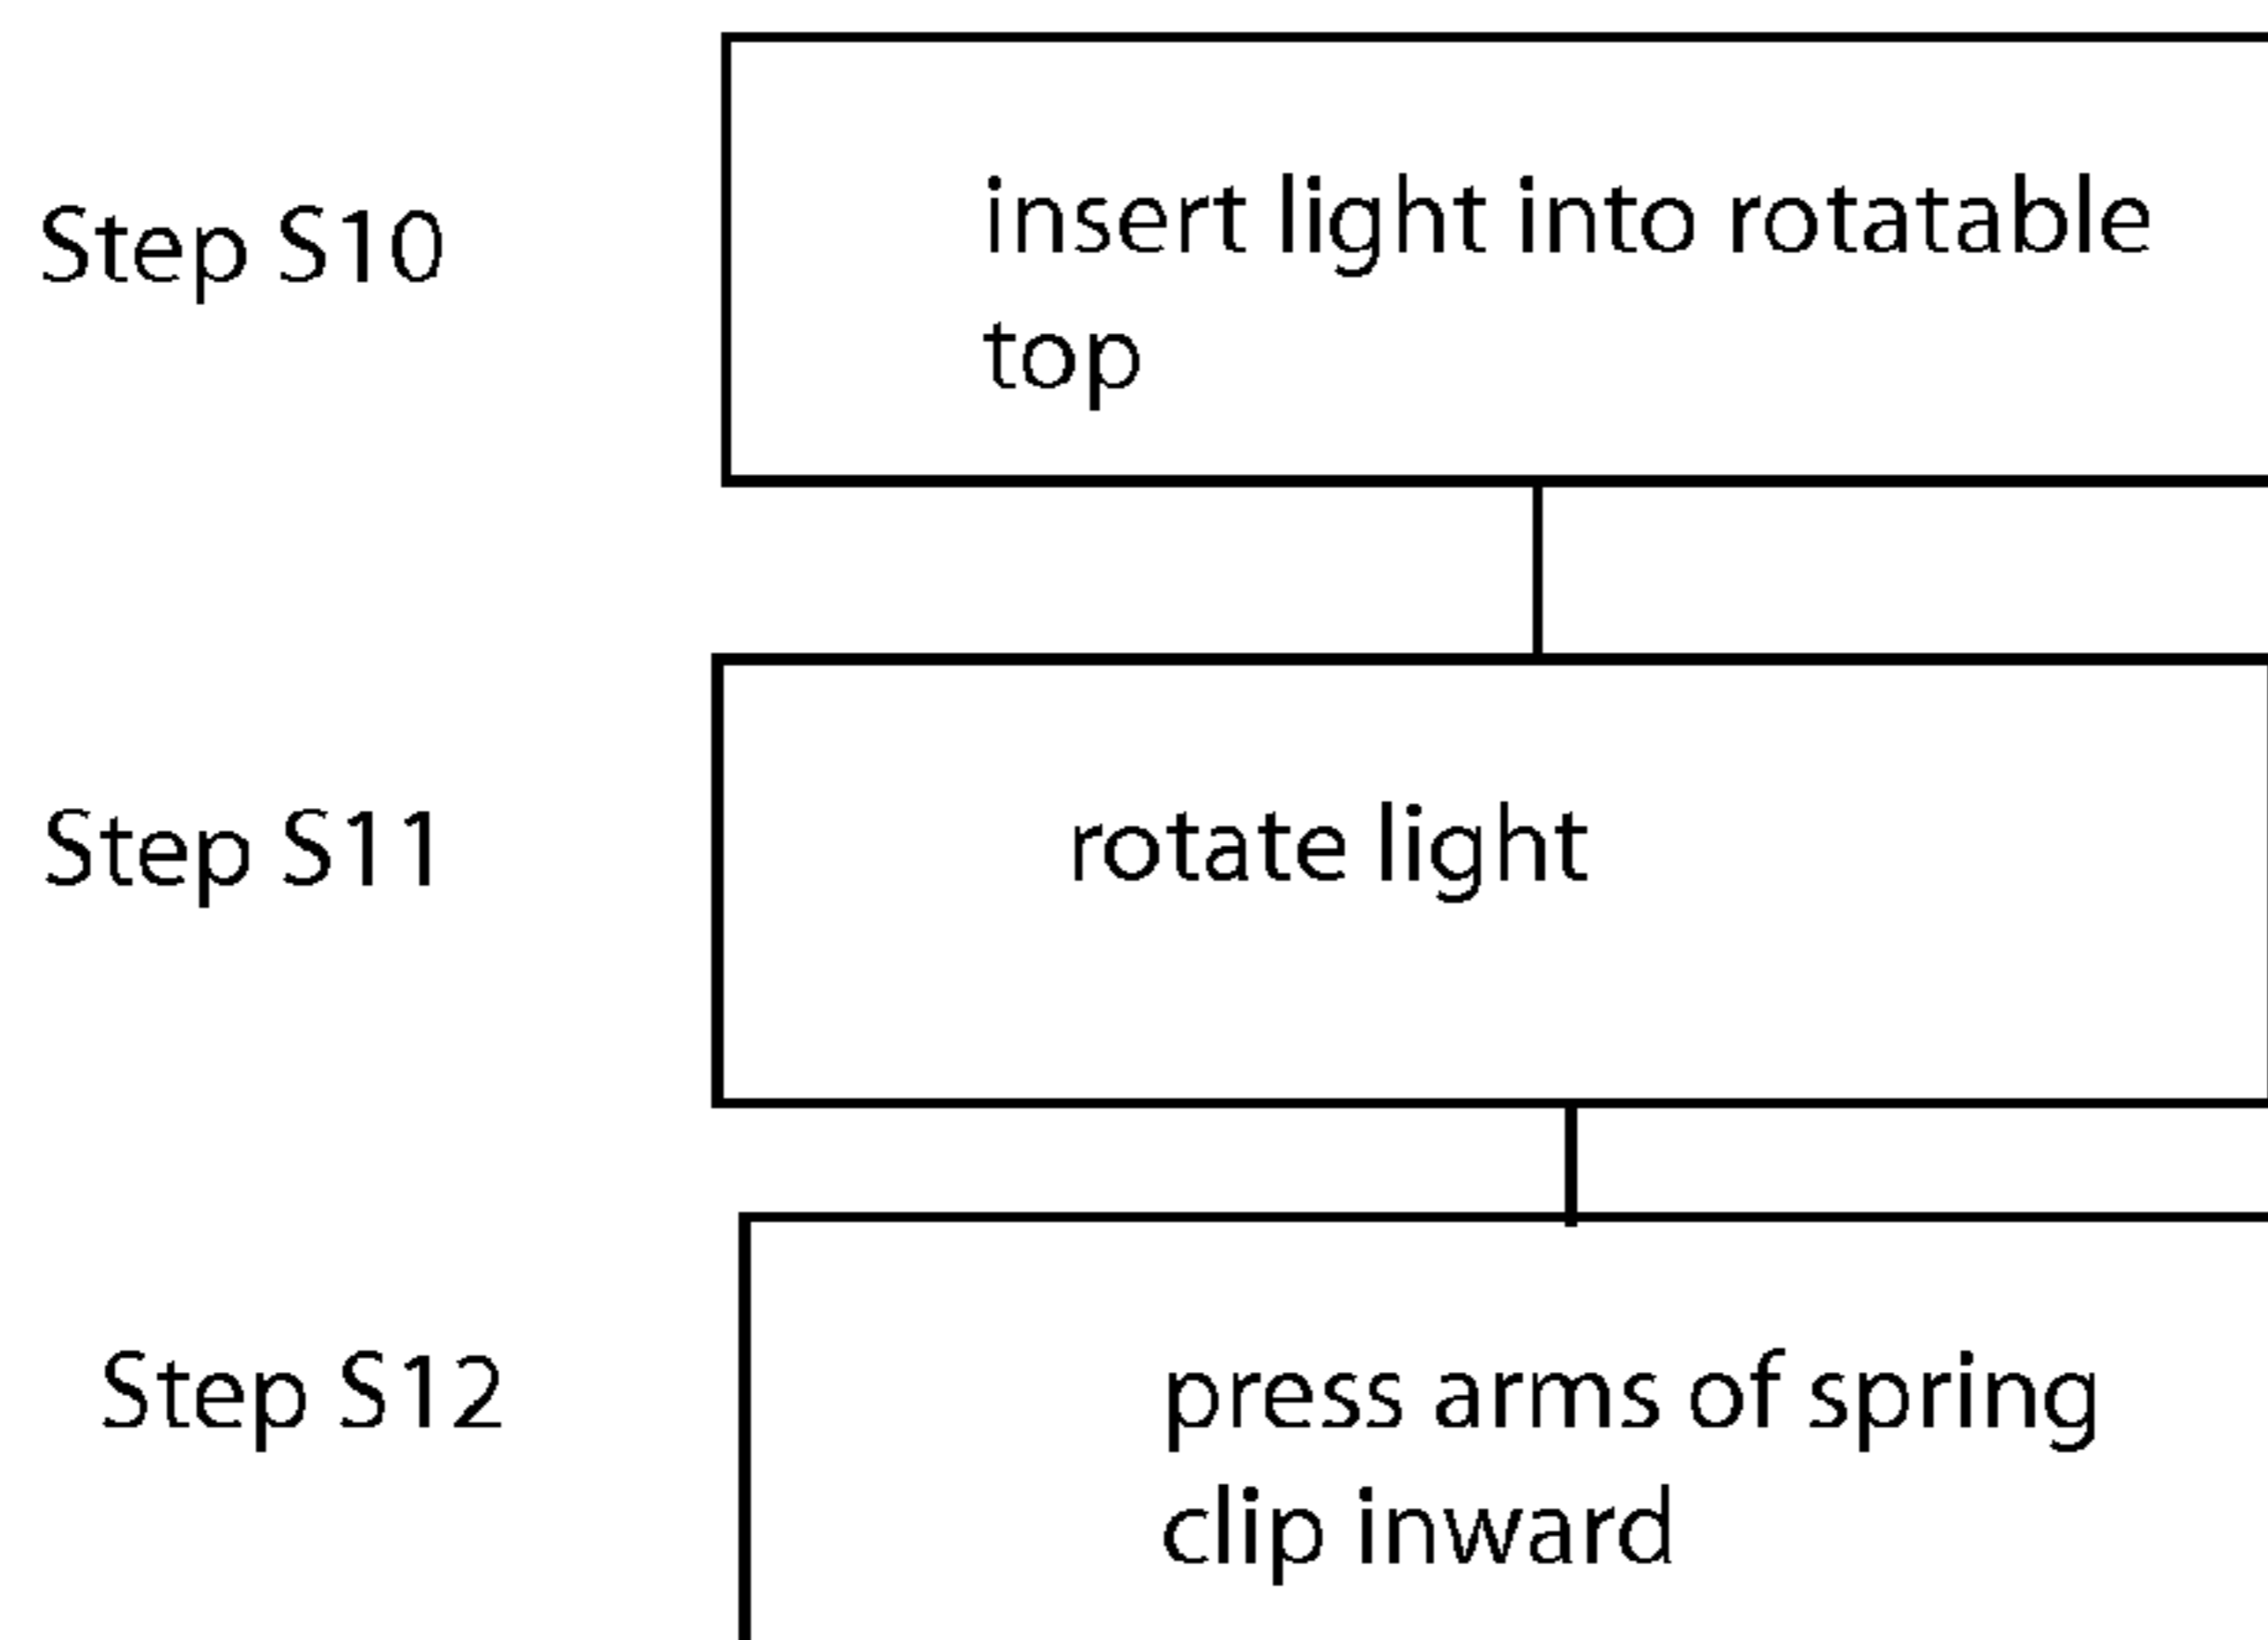 Step S10
insert light into rotatable
top
Step S11
rotate light
Step S12
press arms of spring
clip inward